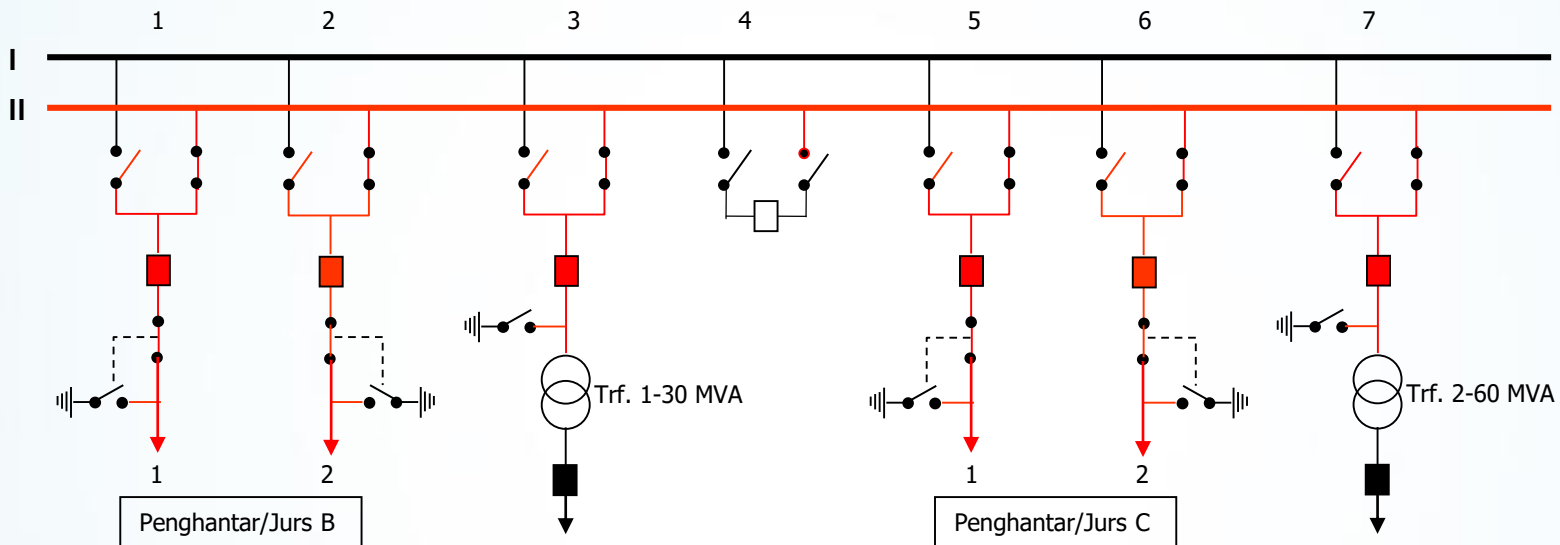 1 2 3 4 5 6 7
I
II
Trf. 1-30 MVA
Trf. 2-60 MVA
1 2 1 2
Penghantar/Jurs B
Penghantar/Jurs C